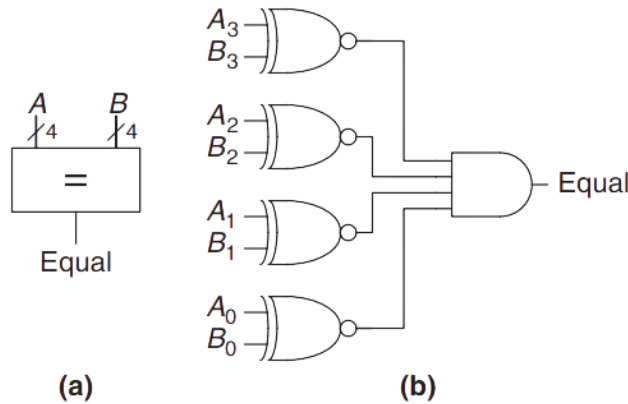 A B
4 4
=
Equal
(a)
A₃
B₃
A₂
B₂
A₁
B₁
A₀
B₀
Equal
(b)